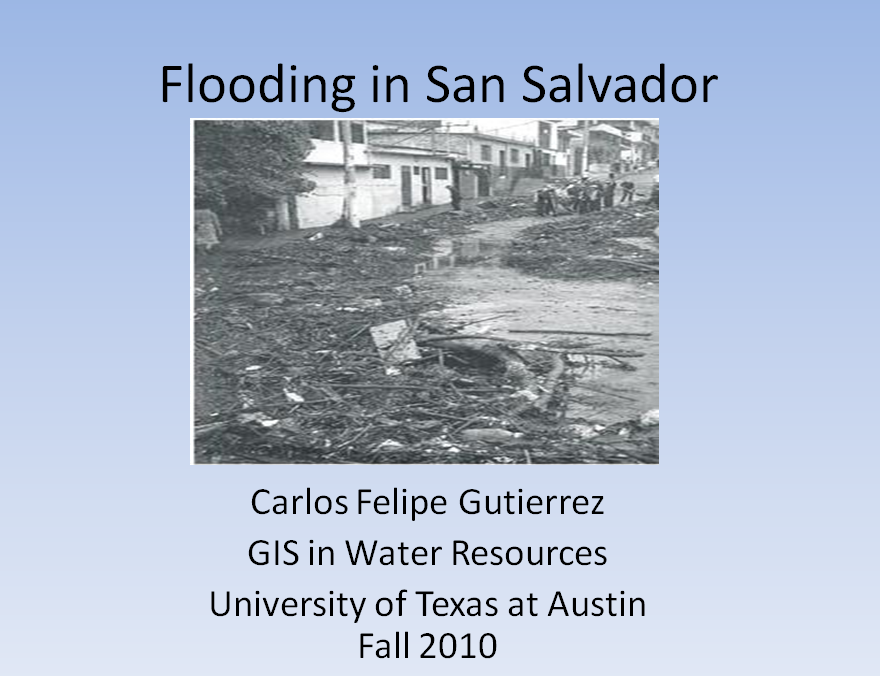 Flooding in San Salvador
Carlos Felipe Gutierrez
GIS in Water Resources
University of Texas at Austin
Fall 2010